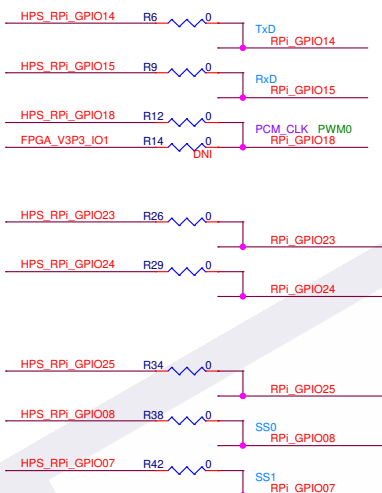 HPS_RPi_GPIO14 R6 0
TxD
RPi_GPIO14
HPS_RPi_GPIO15 R9 0
RxD
RPi_GPIO15
HPS_RPi_GPIO18 R12 0
PCM_CLK PWM0
FPGA_V3P3_IO1 R14 0 RPi_GPIO18
DNI
HPS_RPi_GPIO23 R26 0
RPi_GPIO23
HPS_RPi_GPIO24 R29 0
RPi_GPIO24
HPS_RPi_GPIO25 R34 0
RPi_GPIO25
HPS_RPi_GPIO08 R38 0
SS0
RPi_GPIO08
HPS_RPi_GPIO07 R42 0
SS1
RPi_GPIO07